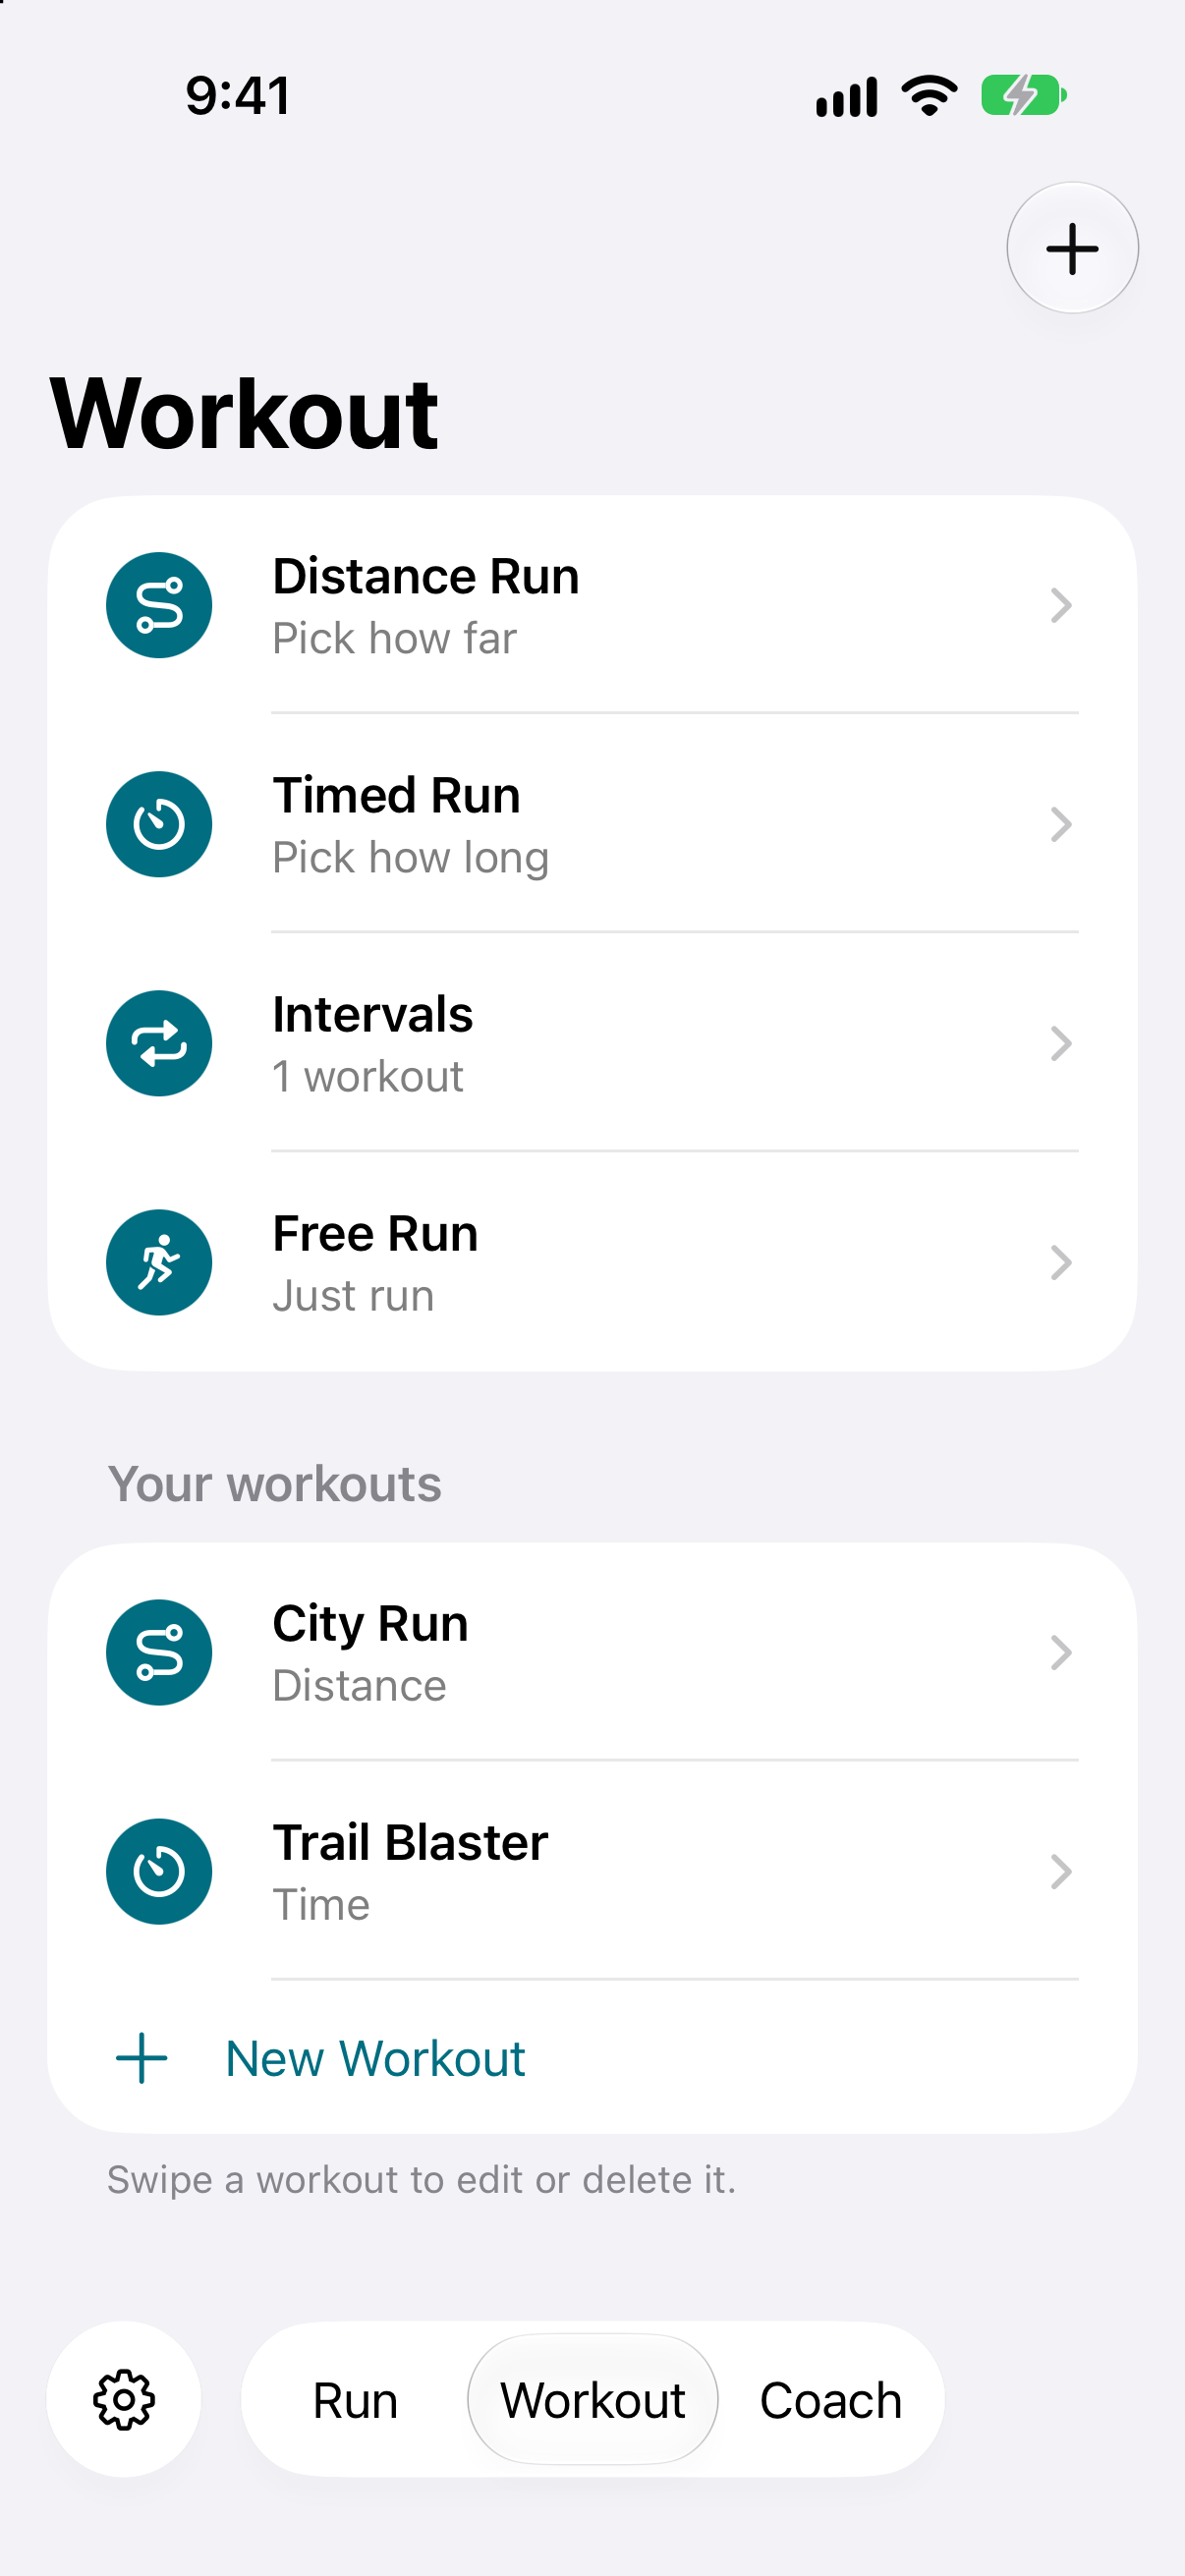 9:41
Workout
Distance Run
Pick how far
Timed Run
Pick how long
Intervals
1 workout
Free Run
Just run
Your workouts
City Run
Distance
Trail Blaster
Time
New Workout
Swipe a workout to edit or delete it.
Run Workout Coach